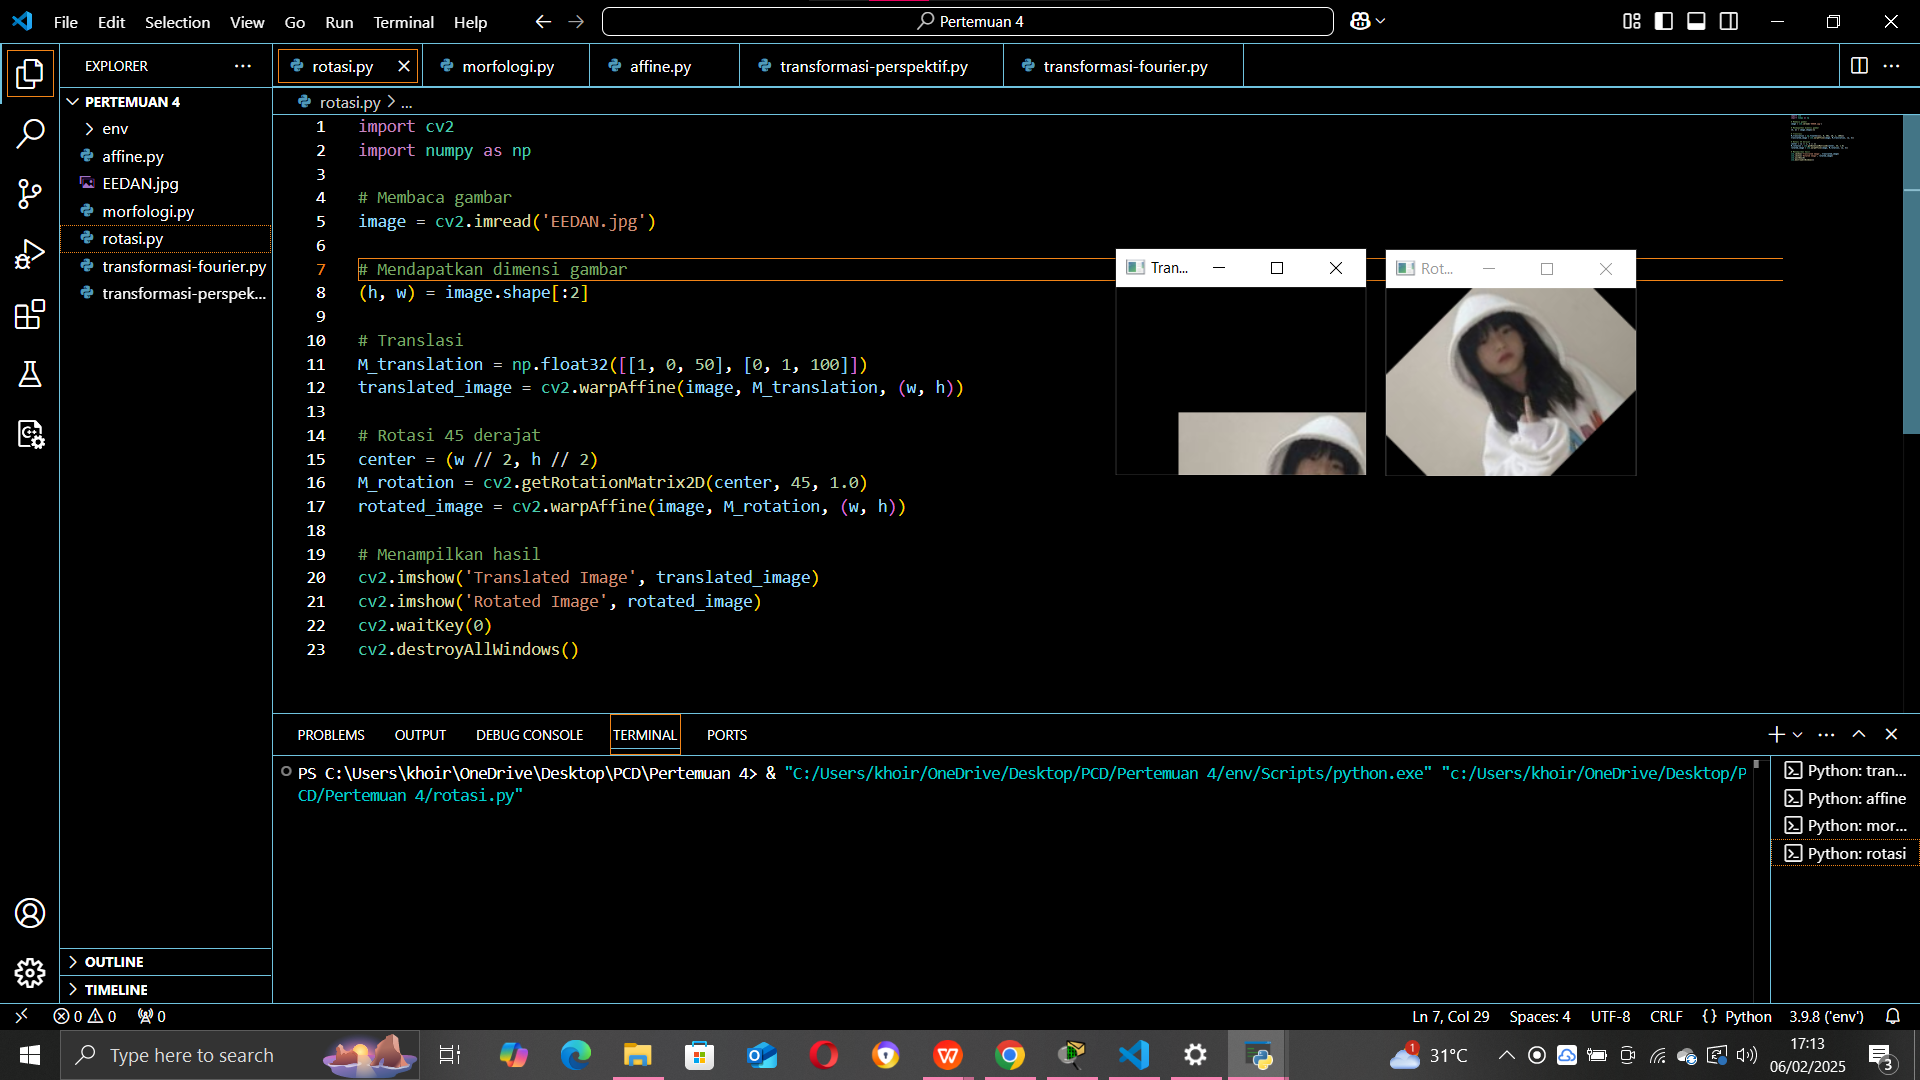 File Edit Selection View Go Run Terminal Help Pertemuan 4
EXPLORER
rotasi.py morfologi.py affine.py transformasi-perspektif.py transformasi-fourier.py
PERTEMUAN 4
env
affine.py
EEDAN.jpg
morfologi.py
rotasi.py
transformasi-fourier.py
transformasi-perspek...
rotasi.py > ...
1 import cv2
2 import numpy as np
3
4 # Membaca gambar
5 image = cv2.imread('EEDAN.jpg')
6
7 # Mendapatkan dimensi gambar
8 (h, w) = image.shape[:2]
9
10 # Translasi
11 M_translation = np.float32([[1, 0, 50], [0, 1, 100]])
12 translated_image = cv2.warpAffine(image, M_translation, (w, h))
13
14 # Rotasi 45 derajat
15 center = (w // 2, h // 2)
16 M_rotation = cv2.getRotationMatrix2D(center, 45, 1.0)
17 rotated_image = cv2.warpAffine(image, M_rotation, (w, h))
18
19 # Menampilkan hasil
20 cv2.imshow('Translated Image', translated_image)
21 cv2.imshow('Rotated Image', rotated_image)
22 cv2.waitKey(0)
23 cv2.destroyAllWindows()
Tran...
Rot...
PROBLEMS OUTPUT DEBUG CONSOLE TERMINAL PORTS
PS C:\Users\khoir\OneDrive\Desktop\PCD\Pertemuan 4> & "C:/Users/khoir/OneDrive/Desktop/PCD/Pertemuan 4/env/Scripts/python.exe" "c:/Users/khoir/OneDrive/Desktop/P
CD/Pertemuan 4/rotasi.py"
Python: tran...
Python: affine
Python: mor...
Python: rotasi
OUTLINE
TIMELINE
0 0 0 Ln 7, Col 29 Spaces: 4 UTF-8 CRLF {} Python 3.9.8 ('env')
Type here to search 1 31°C 17:13
06/02/2025 3